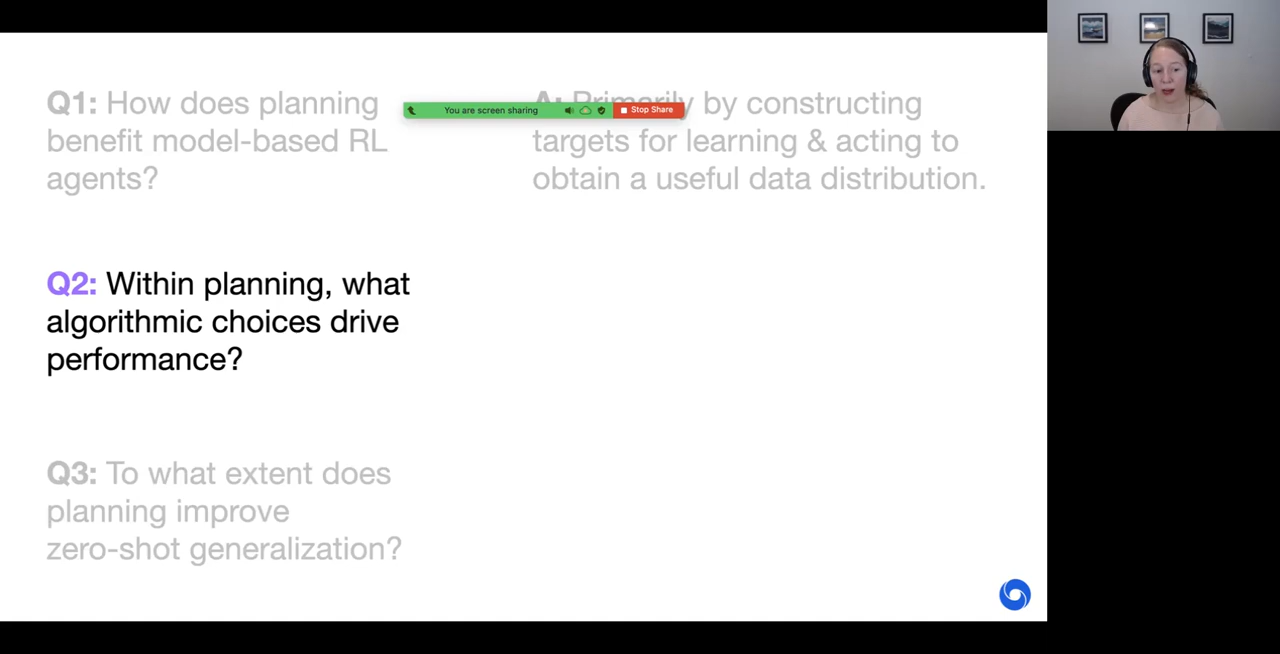 Q1: How does planning
benefit model-based RL
agents?
You are screen sharing
Stop Share
A: Primarily by constructing
targets for learning & acting to
obtain a useful data distribution.
Q2: Within planning, what
algorithmic choices drive
performance?
Q3: To what extent does
planning improve
zero-shot generalization?